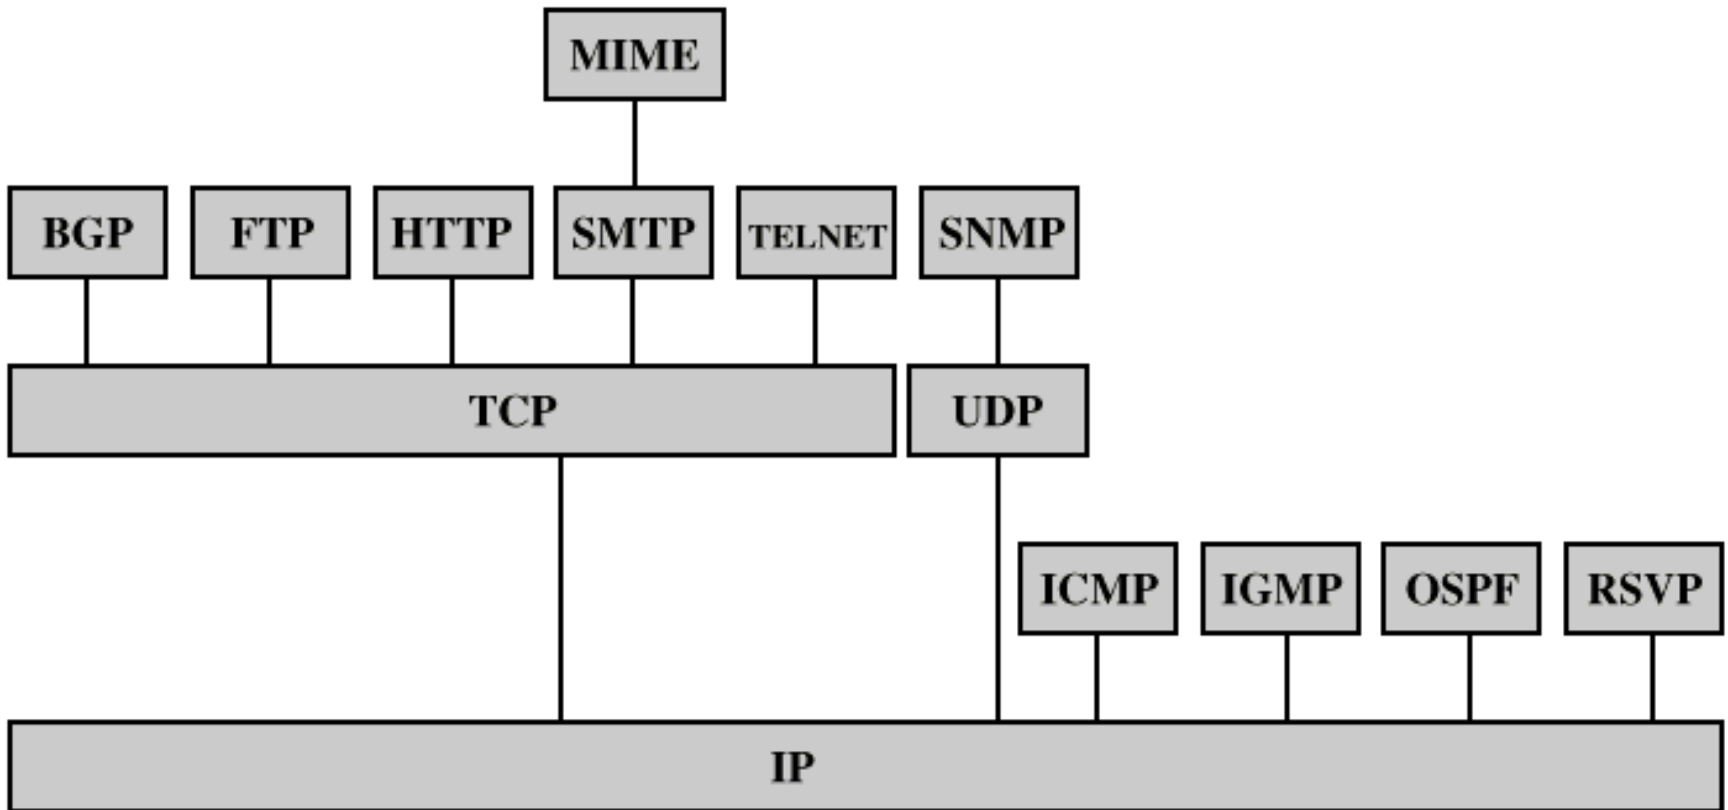 MIME
BGP FTP HTTP SMTP TELNET SNMP
TCP UDP
ICMP IGMP OSPF RSVP
IP